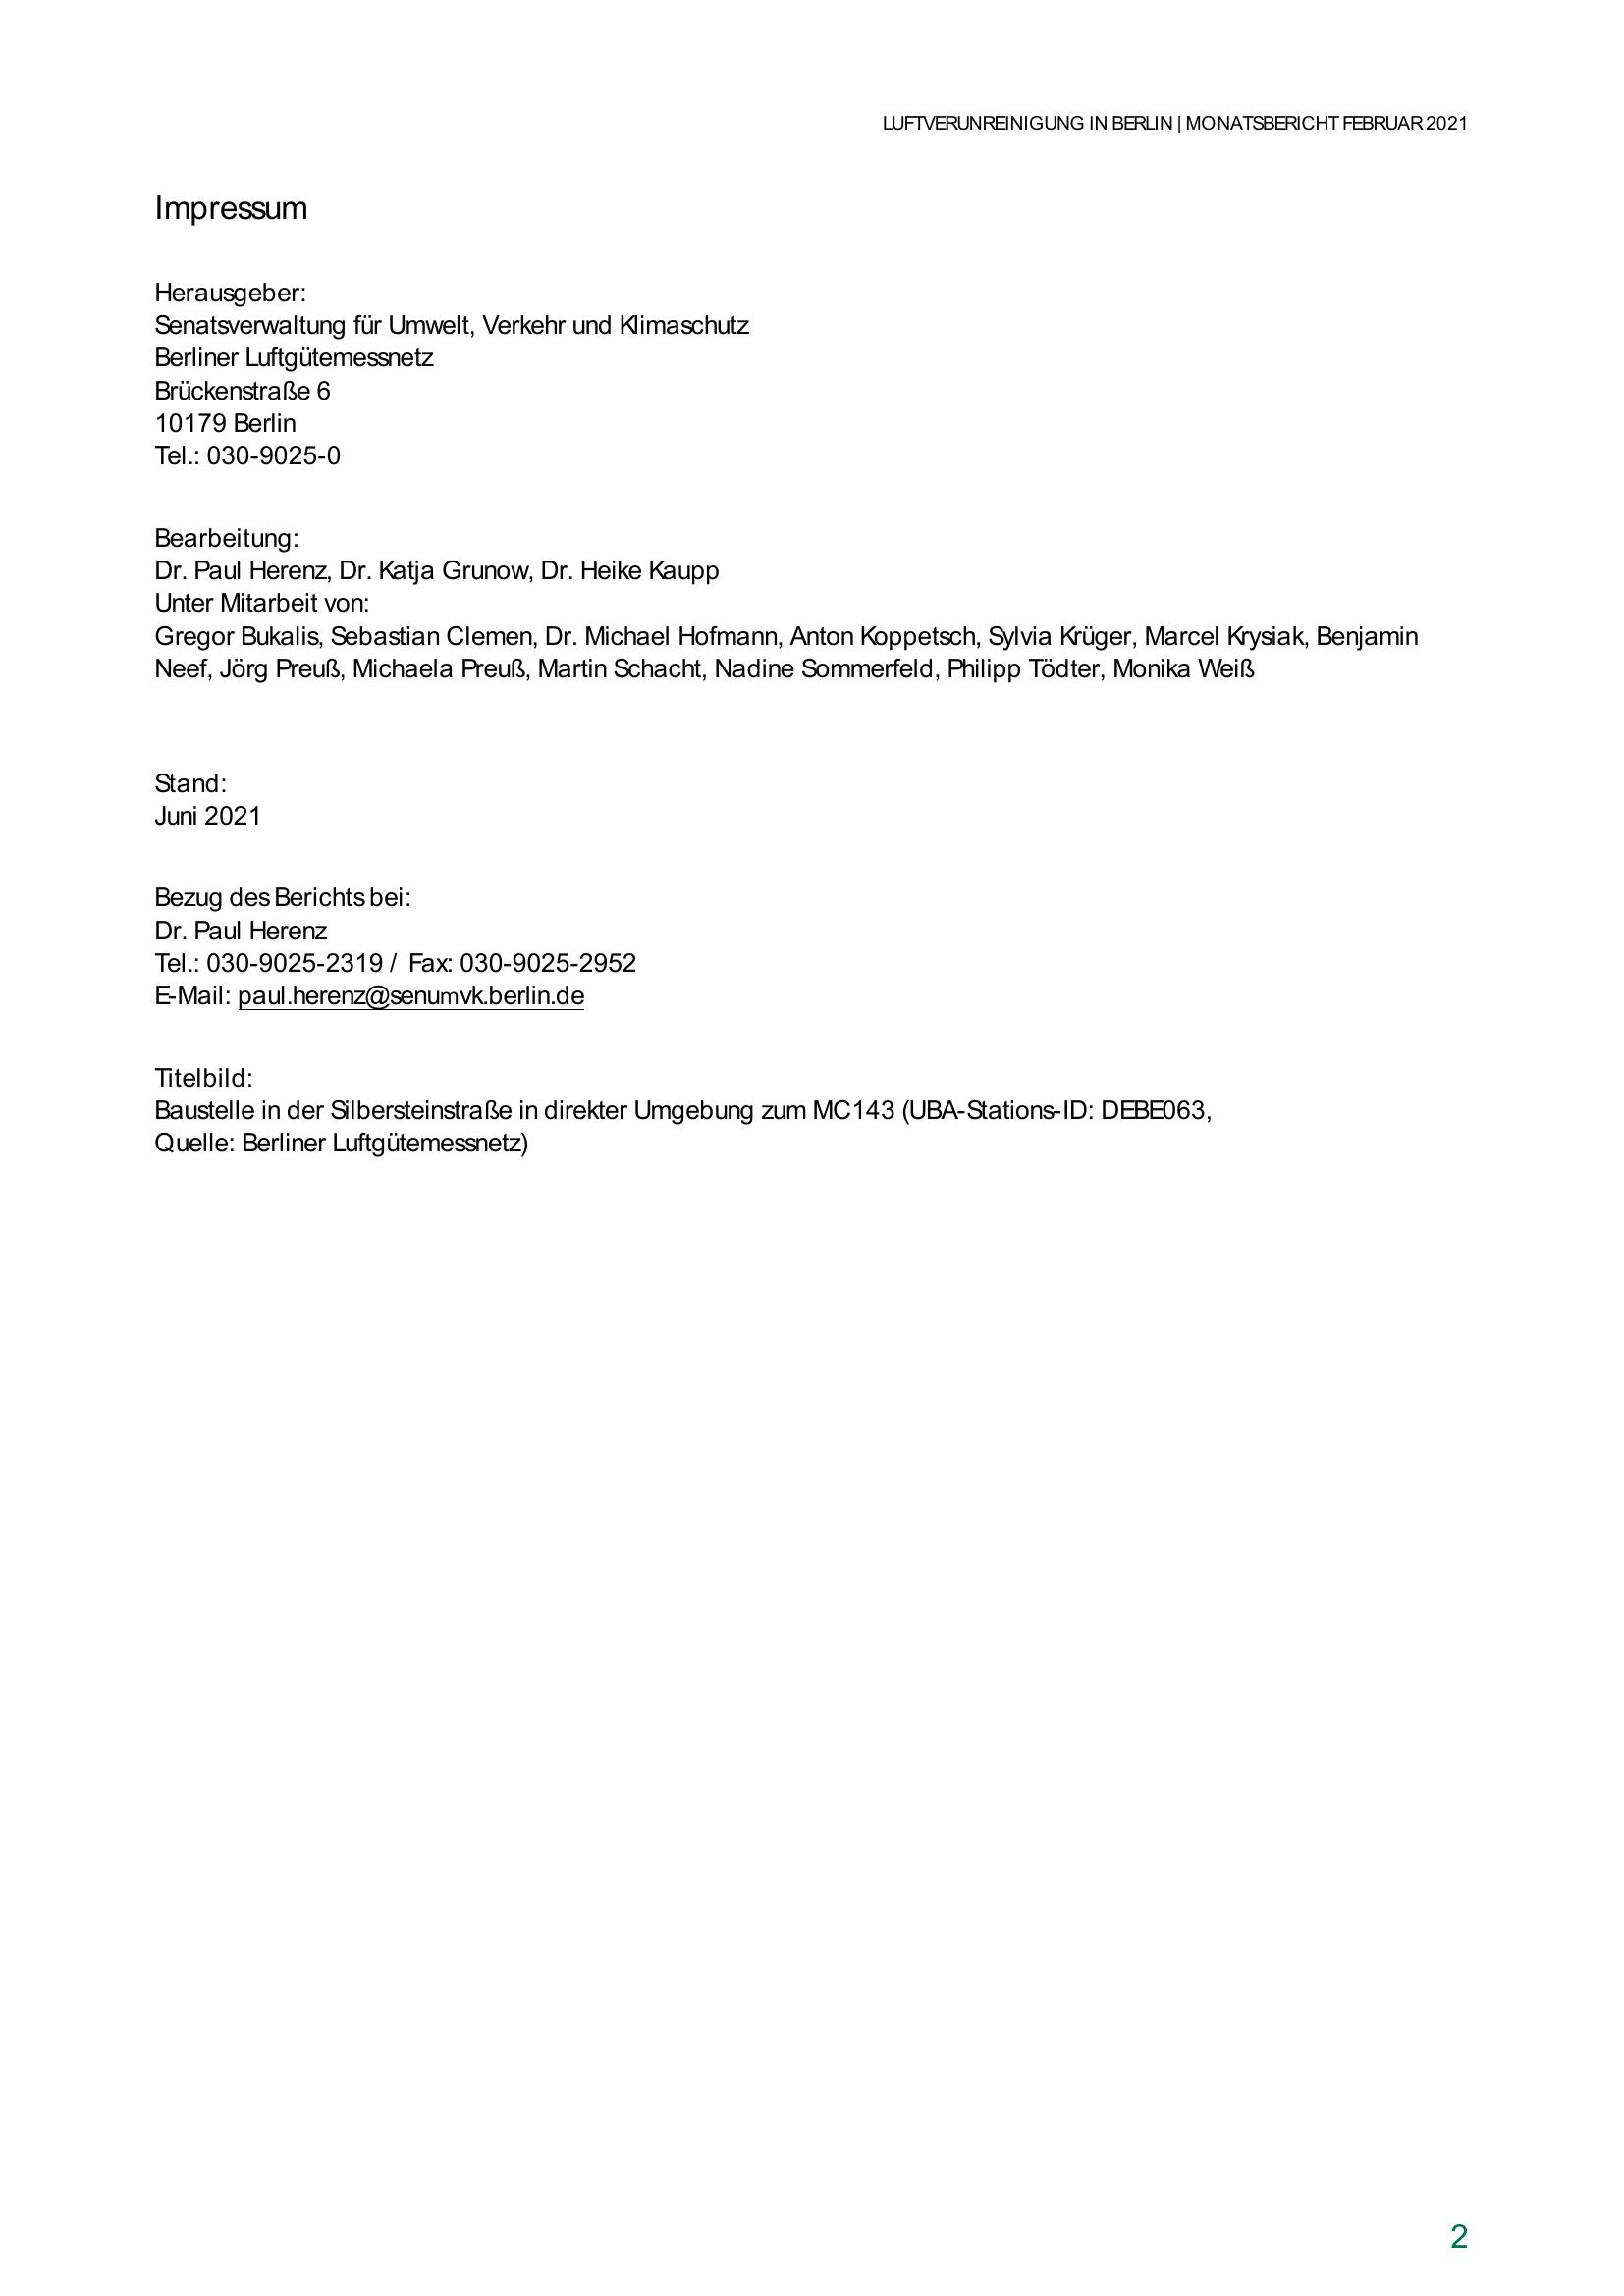 LUFTVERUNREINIGUNG IN BERLIN | MONATSBERICHT FEBRUAR 2021
Impressum
Herausgeber:
Senatsverwaltung für Umwelt, Verkehr und Klimaschutz
Berliner Luftgütemessnetz
Brückenstraße 6
10179 Berlin
Tel.: 030-9025-0
Bearbeitung:
Dr. Paul Herenz, Dr. Katja Grunow, Dr. Heike Kaupp
Unter Mitarbeit von:
Gregor Bukalis, Sebastian Clemen, Dr. Michael Hofmann, Anton Koppetsch, Sylvia Krüger, Marcel Krysiak, Benjamin
Neef, Jörg Preuß, Michaela Preuß, Martin Schacht, Nadine Sommerfeld, Philipp Tödter, Monika Weiß
Stand:
Juni 2021
Bezug des Berichts bei:
Dr. Paul Herenz
Tel.: 030-9025-2319 / Fax: 030-9025-2952
E-Mail: paul.herenz@senumvk.berlin.de
Titelbild:
Baustelle in der Silbersteinstraße in direkter Umgebung zum MC143 (UBA-Stations-ID: DEBE063,
Quelle: Berliner Luftgütemessnetz)
2